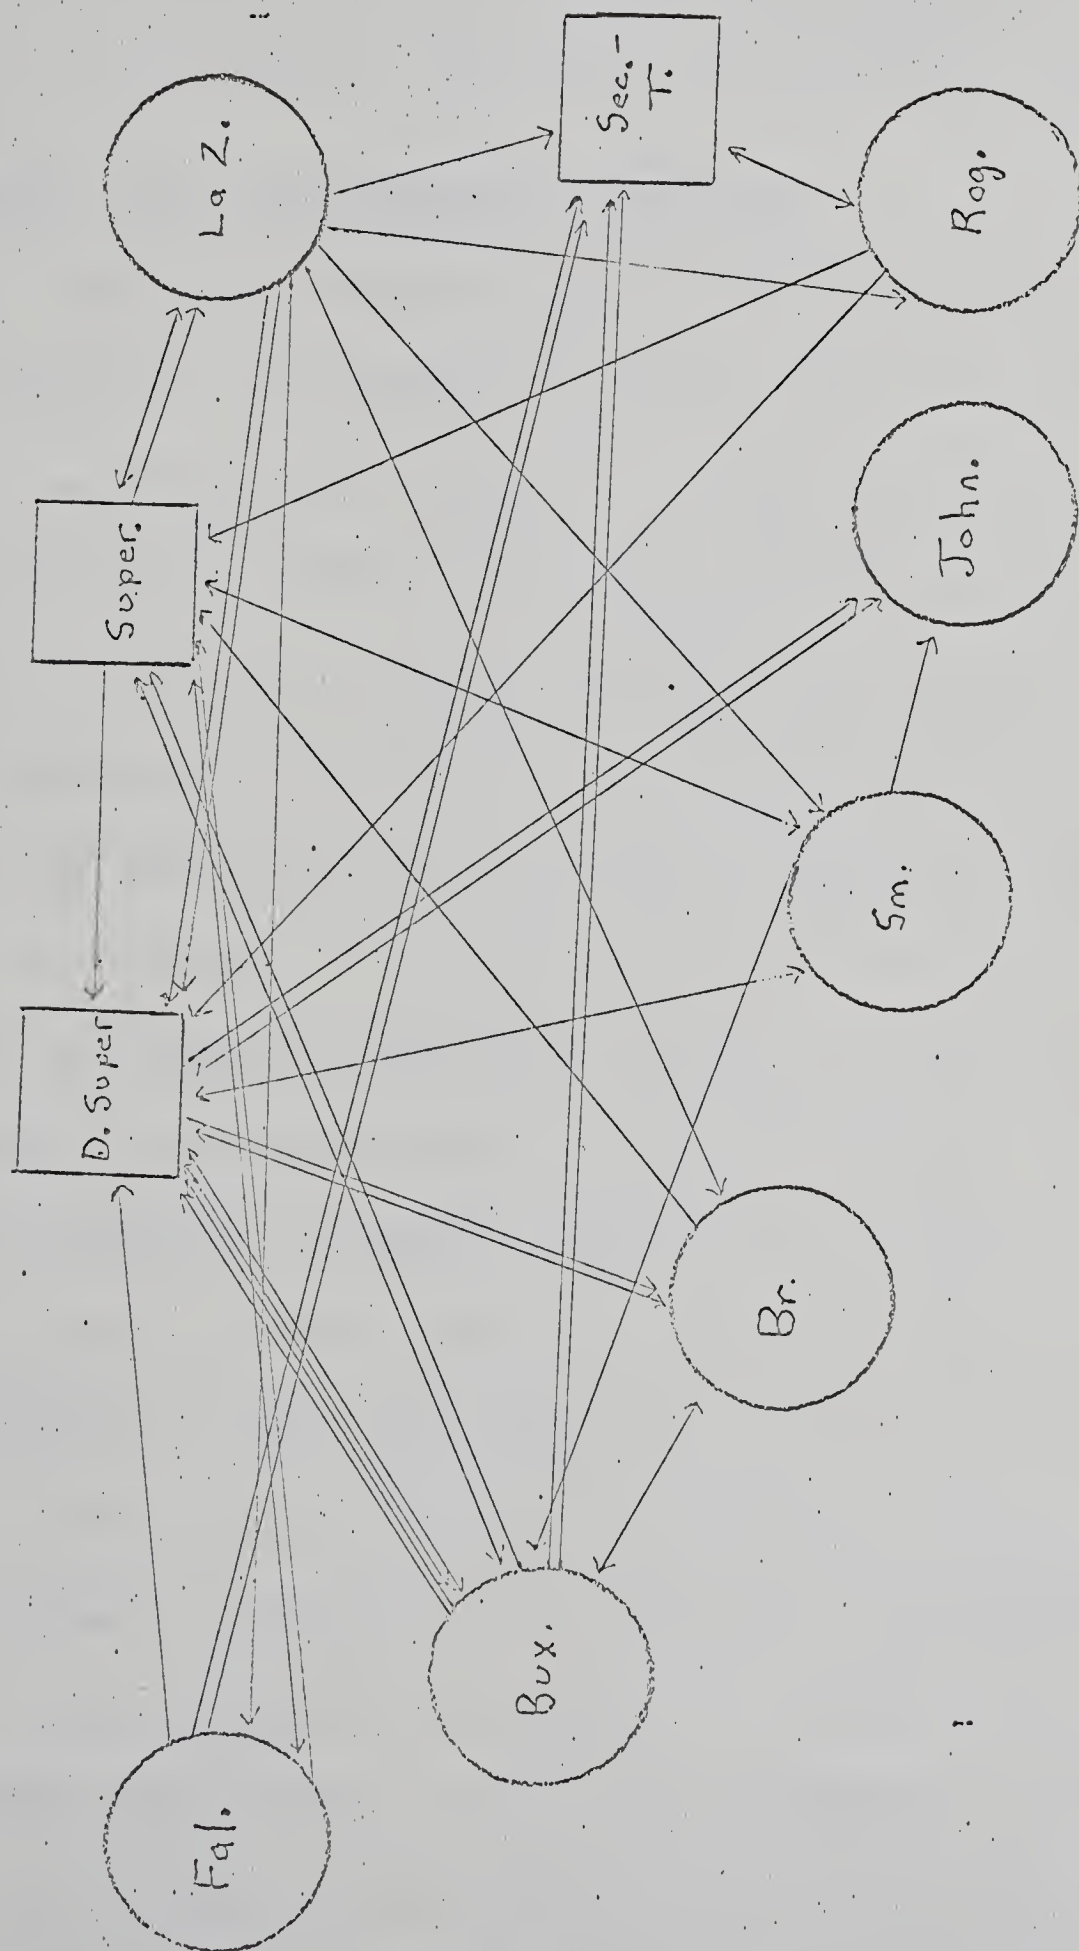 Fal.
D. Super
Super.
La Z.
Bux.
Br.
Sm.
John.
Rog.
Sec.-
T.